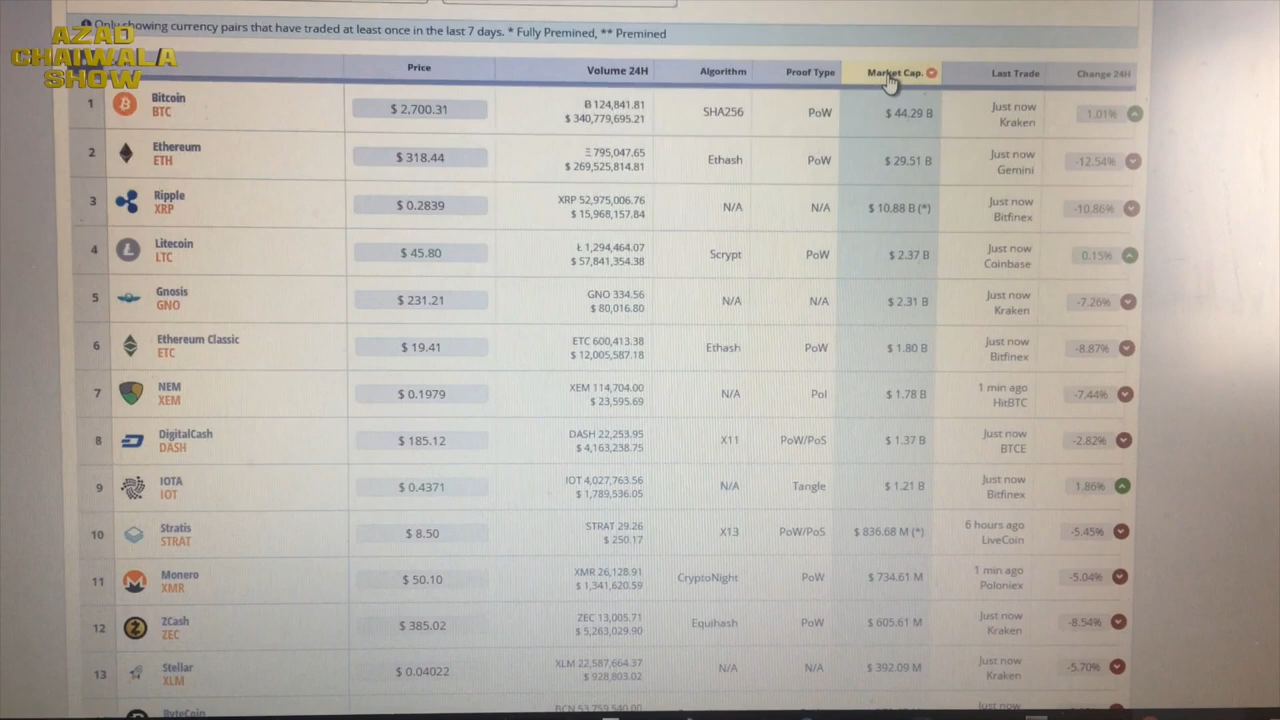 Only showing currency pairs that have traded at least once in the last 7 days. * Fully Premined, ** Premined
AZAD
CHAIWALA
SHOW
Price Volume 24H Algorithm Proof Type Market Cap. Last Trade Change 24H
1 Bitcoin BTC $ 2,700.31 Ƀ 124,841.81 $ 340,779,695.21 SHA256 PoW $ 44.29 B Just now Kraken 1.01%
2 Ethereum ETH $ 318.44 Ξ 795,047.65 $ 269,525,814.81 Ethash PoW $ 29.51 B Just now Gemini -12.54%
3 Ripple XRP $ 0.2839 XRP 52,975,006.76 $ 15,968,157.84 N/A N/A $ 10.88 B (*) Just now Bitfinex -10.86%
4 Litecoin LTC $ 45.80 Ł 1,294,464.07 $ 57,841,354.38 Scrypt PoW $ 2.37 B Just now Coinbase 0.15%
5 Gnosis GNO $ 231.21 GNO 334.56 $ 80,016.80 N/A N/A $ 2.31 B Just now Kraken -7.26%
6 Ethereum Classic ETC $ 19.41 ETC 600,413.38 $ 12,005,587.18 Ethash PoW $ 1.80 B Just now Bitfinex -8.87%
7 NEM XEM $ 0.1979 XEM 114,704.00 $ 23,595.69 N/A PoI $ 1.78 B 1 min ago HitBTC -7.44%
8 DigitalCash DASH $ 185.12 DASH 22,253.95 $ 4,163,238.75 X11 PoW/PoS $ 1.37 B Just now BTCE -2.82%
9 IOTA IOT $ 0.4371 IOT 4,027,763.56 $ 1,789,536.05 N/A Tangle $ 1.21 B Just now Bitfinex 1.86%
10 Stratis STRAT $ 8.50 STRAT 29.26 $ 250.17 X13 PoW/PoS $ 836.68 M (*) 6 hours ago LiveCoin -5.45%
11 Monero XMR $ 50.10 XMR 26,128.91 $ 1,341,620.59 CryptoNight PoW $ 734.61 M 1 min ago Poloniex -5.04%
12 ZCash ZEC $ 385.02 ZEC 13,005.71 $ 5,263,029.90 Equihash PoW $ 605.61 M Just now Kraken -8.54%
13 Stellar XLM $ 0.04022 XLM 22,587,664.37 $ 928,803.02 N/A N/A $ 392.09 M Just now Kraken -5.70%
ByteCoin BCN 53,759,540.00 Just now